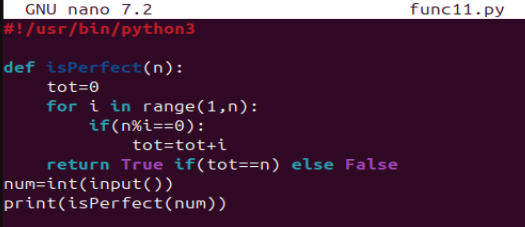 GNU nano 7.2 func11.py
#!/usr/bin/python3
def isPerfect(n):
    tot=0
    for i in range(1,n):
        if(n%i==0):
            tot=tot+i
    return True if(tot==n) else False
num=int(input())
print(isPerfect(num))